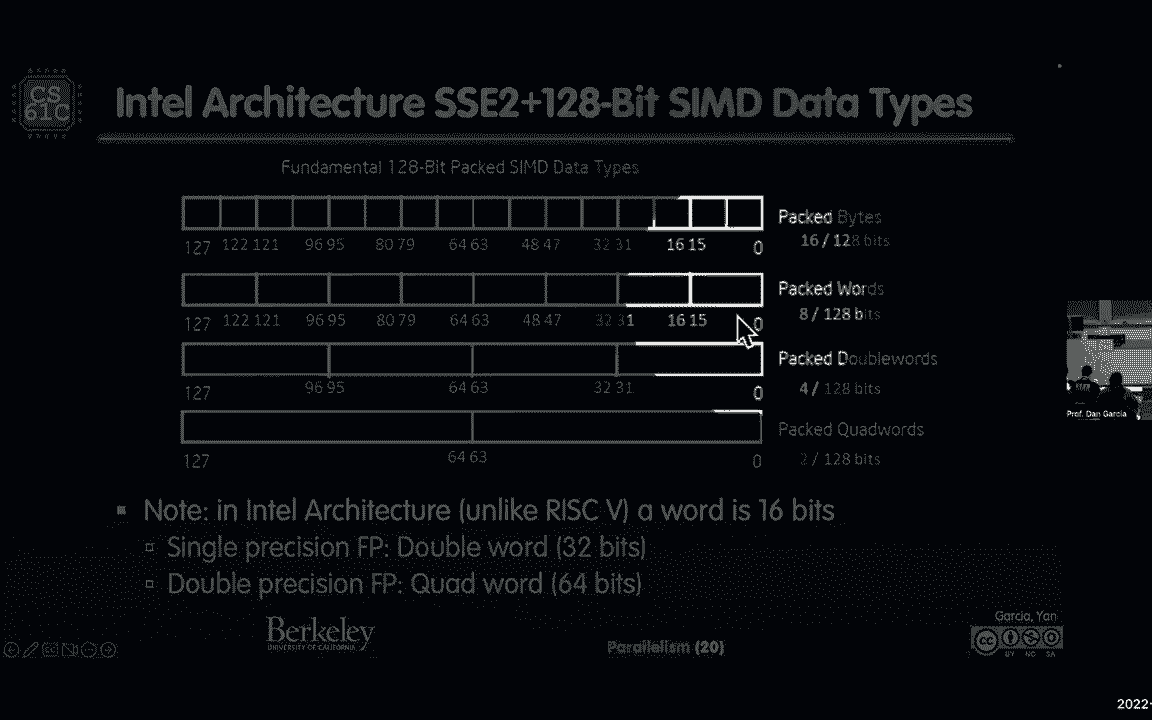 CS
61C
Intel Architecture SSE2+128-Bit SIMD Data Types
Fundamental 128-Bit Packed SIMD Data Types
Packed Bytes
127 122 121 96 95 80 79 64 63 48 47 32 31 16 15 0
16 / 128 bits
Packed Words
127 122 121 96 95 80 79 64 63 48 47 32 31 16 15 0
8 / 128 bits
Packed Doublewords
127 96 95 64 63 32 31 0
4 / 128 bits
Packed Quadwords
127 64 63 0
2 / 128 bits
Note: in Intel Architecture (unlike RISC V) a word is 16 bits
Single precision FP: Double word (32 bits)
Double precision FP: Quad word (64 bits)
Prof. Dan Garcia
Berkeley
UNIVERSITY OF CALIFORNIA
Parallelism (20)
Garcia, Yan
cc
BY NC SA
2022-